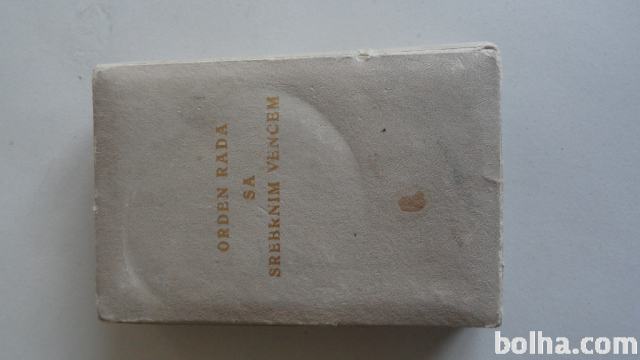 ORDEN RADA
SA
SREBRNIM VENCEM
bolha.com